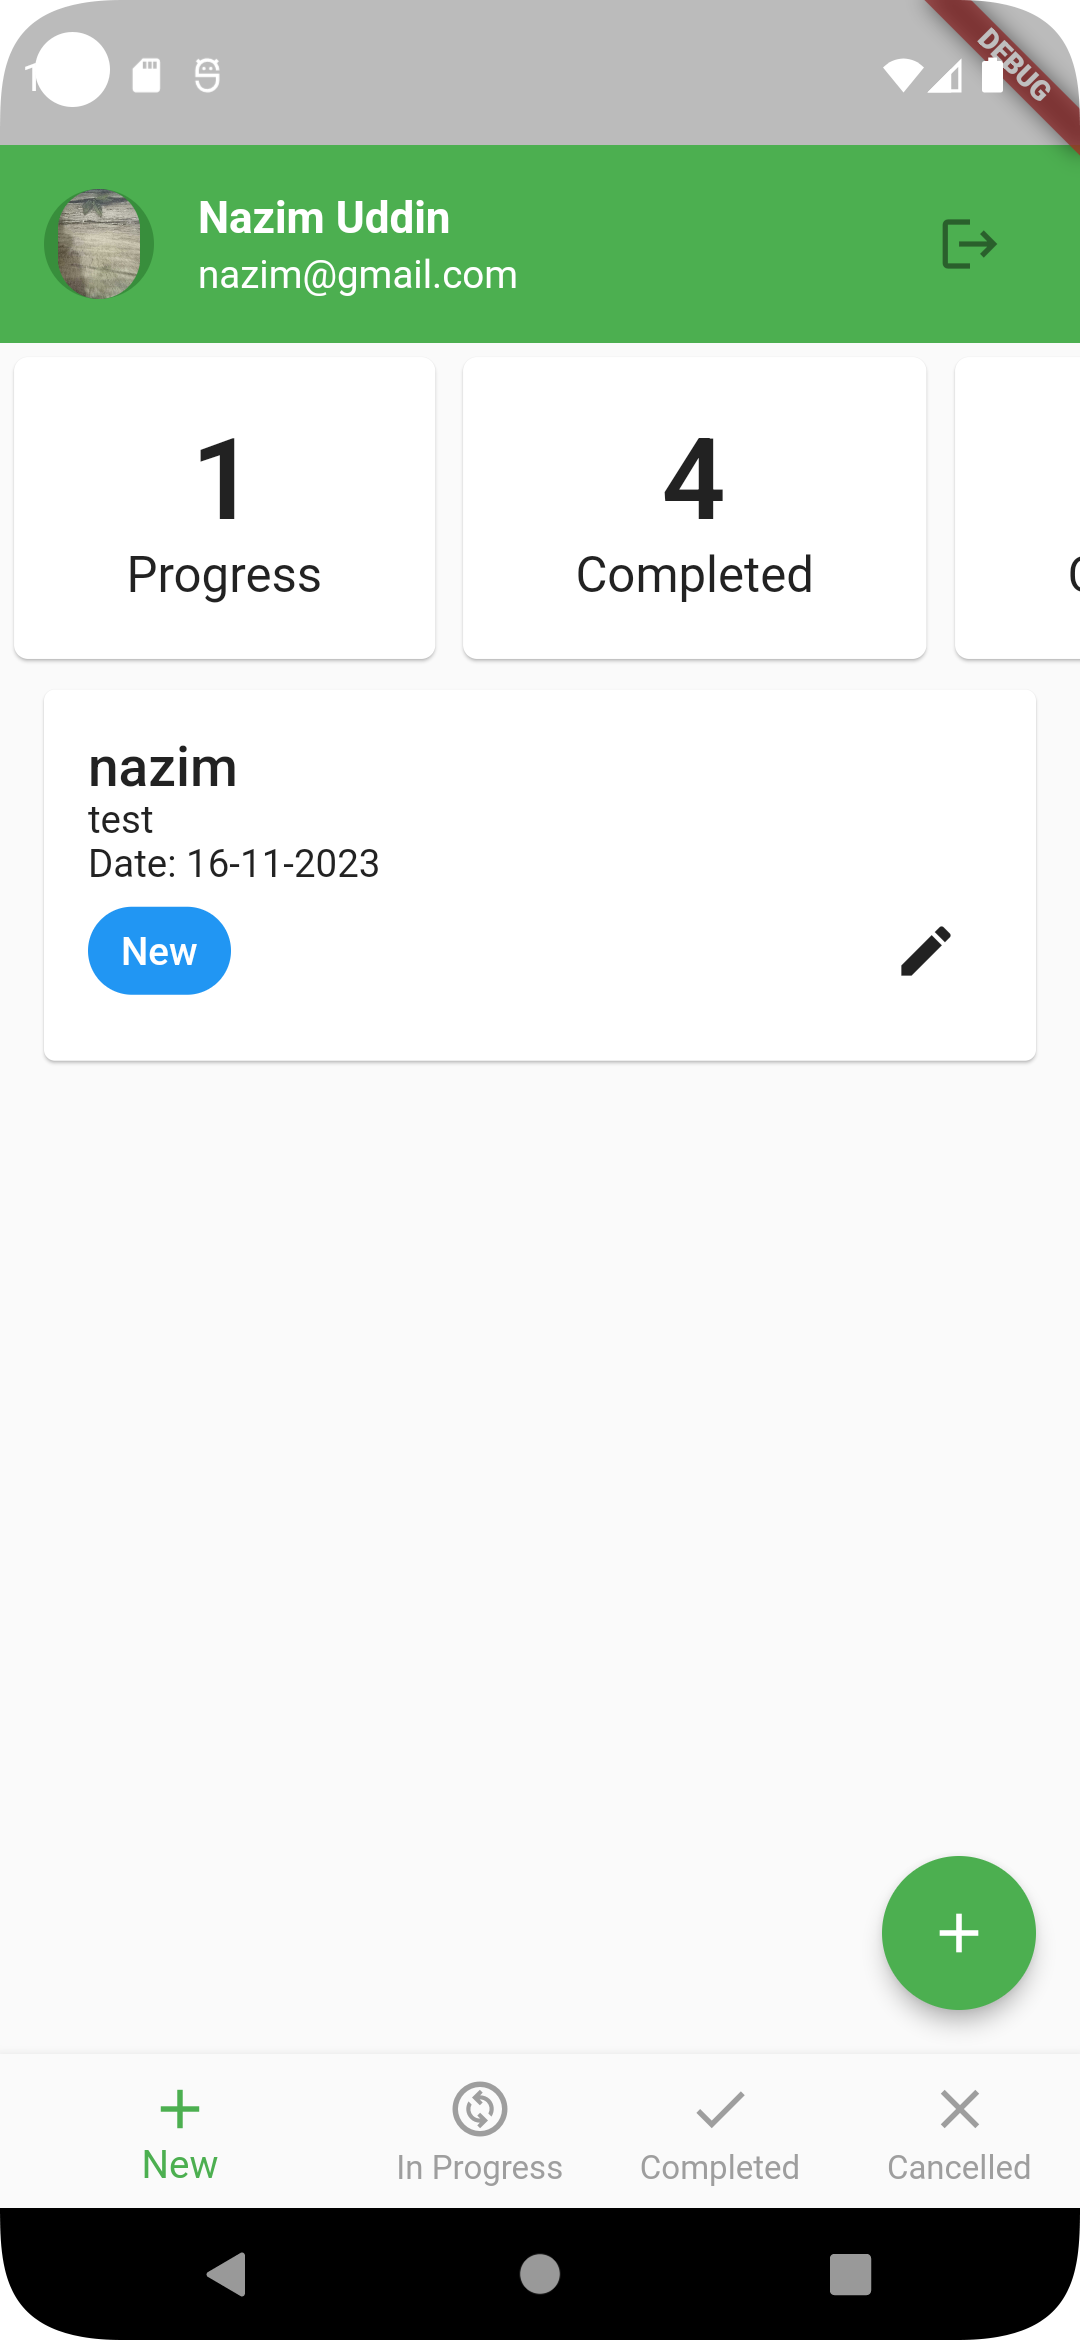 DEBUG
Nazim Uddin
nazim@gmail.com
1
Progress
4
Completed
nazim
test
Date: 16-11-2023
New
New
In Progress
Completed
Cancelled